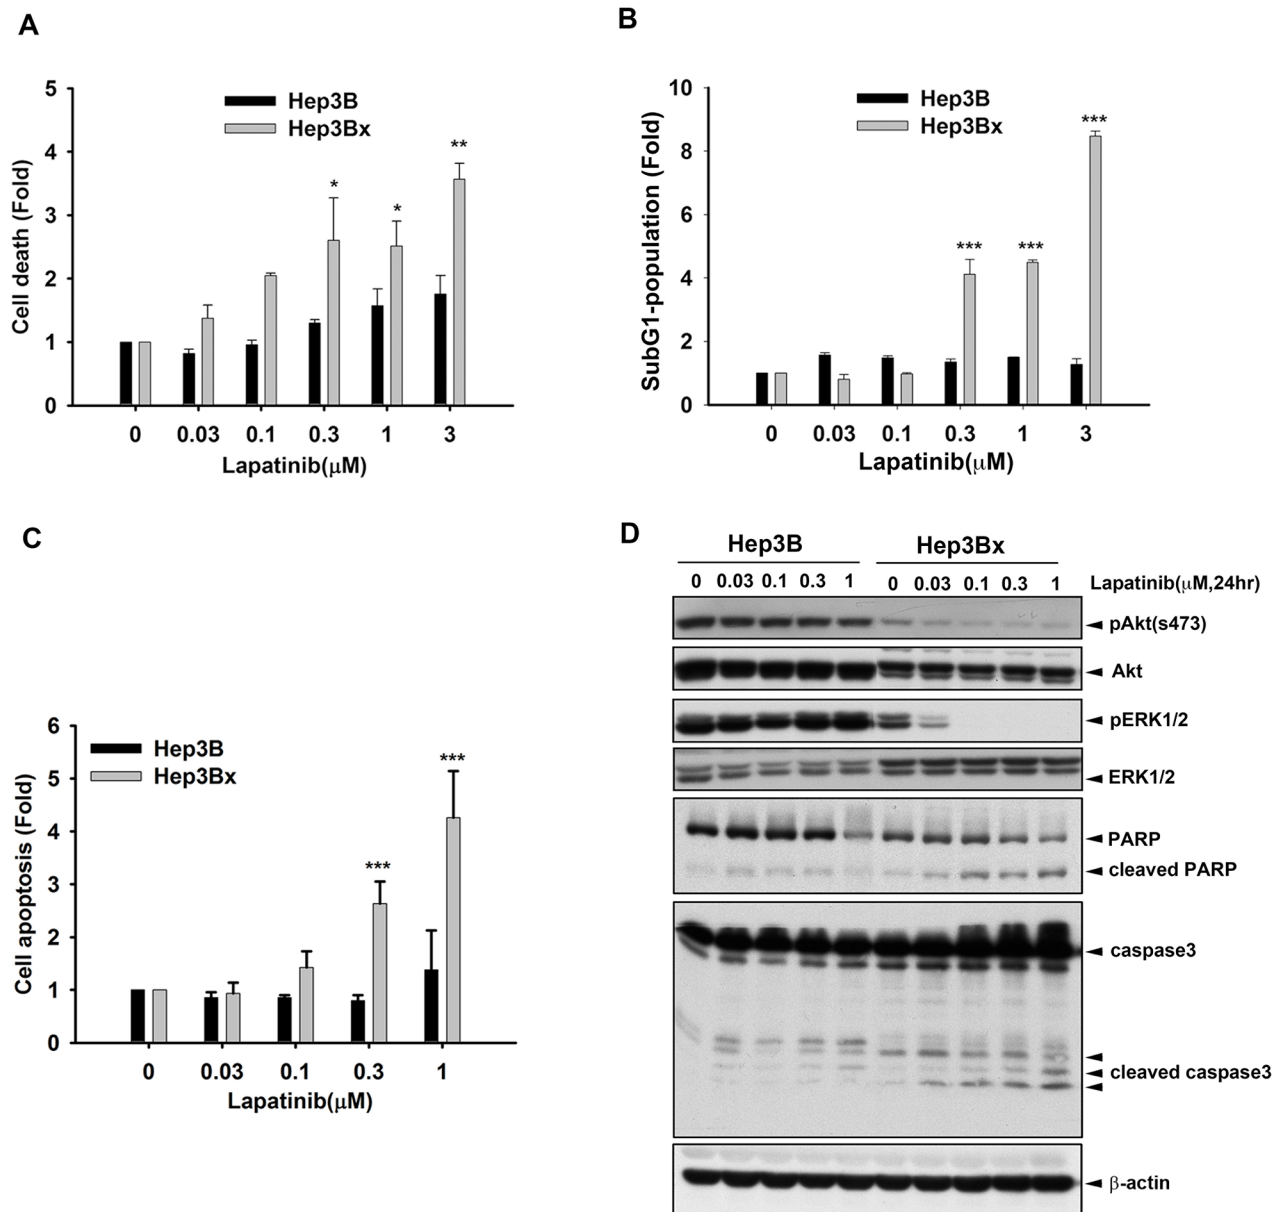 A
5
4
3
2
1
0
Cell death (Fold)
Hep3B
Hep3Bx
*
*
**
0 0.03 0.1 0.3 1 3
Lapatinib(μM)
B
10
8
6
4
2
0
SubG1-population (Fold)
Hep3B
Hep3Bx
***
***
***
0 0.03 0.1 0.3 1 3
Lapatinib(μM)
C
6
5
4
3
2
1
0
Cell apoptosis (Fold)
Hep3B
Hep3Bx
***
***
0 0.03 0.1 0.3 1
Lapatinib(μM)
D
Hep3B Hep3Bx
0 0.03 0.1 0.3 1 0 0.03 0.1 0.3 1 Lapatinib(μM,24hr)
pAkt(s473)
Akt
pERK1/2
ERK1/2
PARP
cleaved PARP
caspase3
cleaved caspase3
β-actin